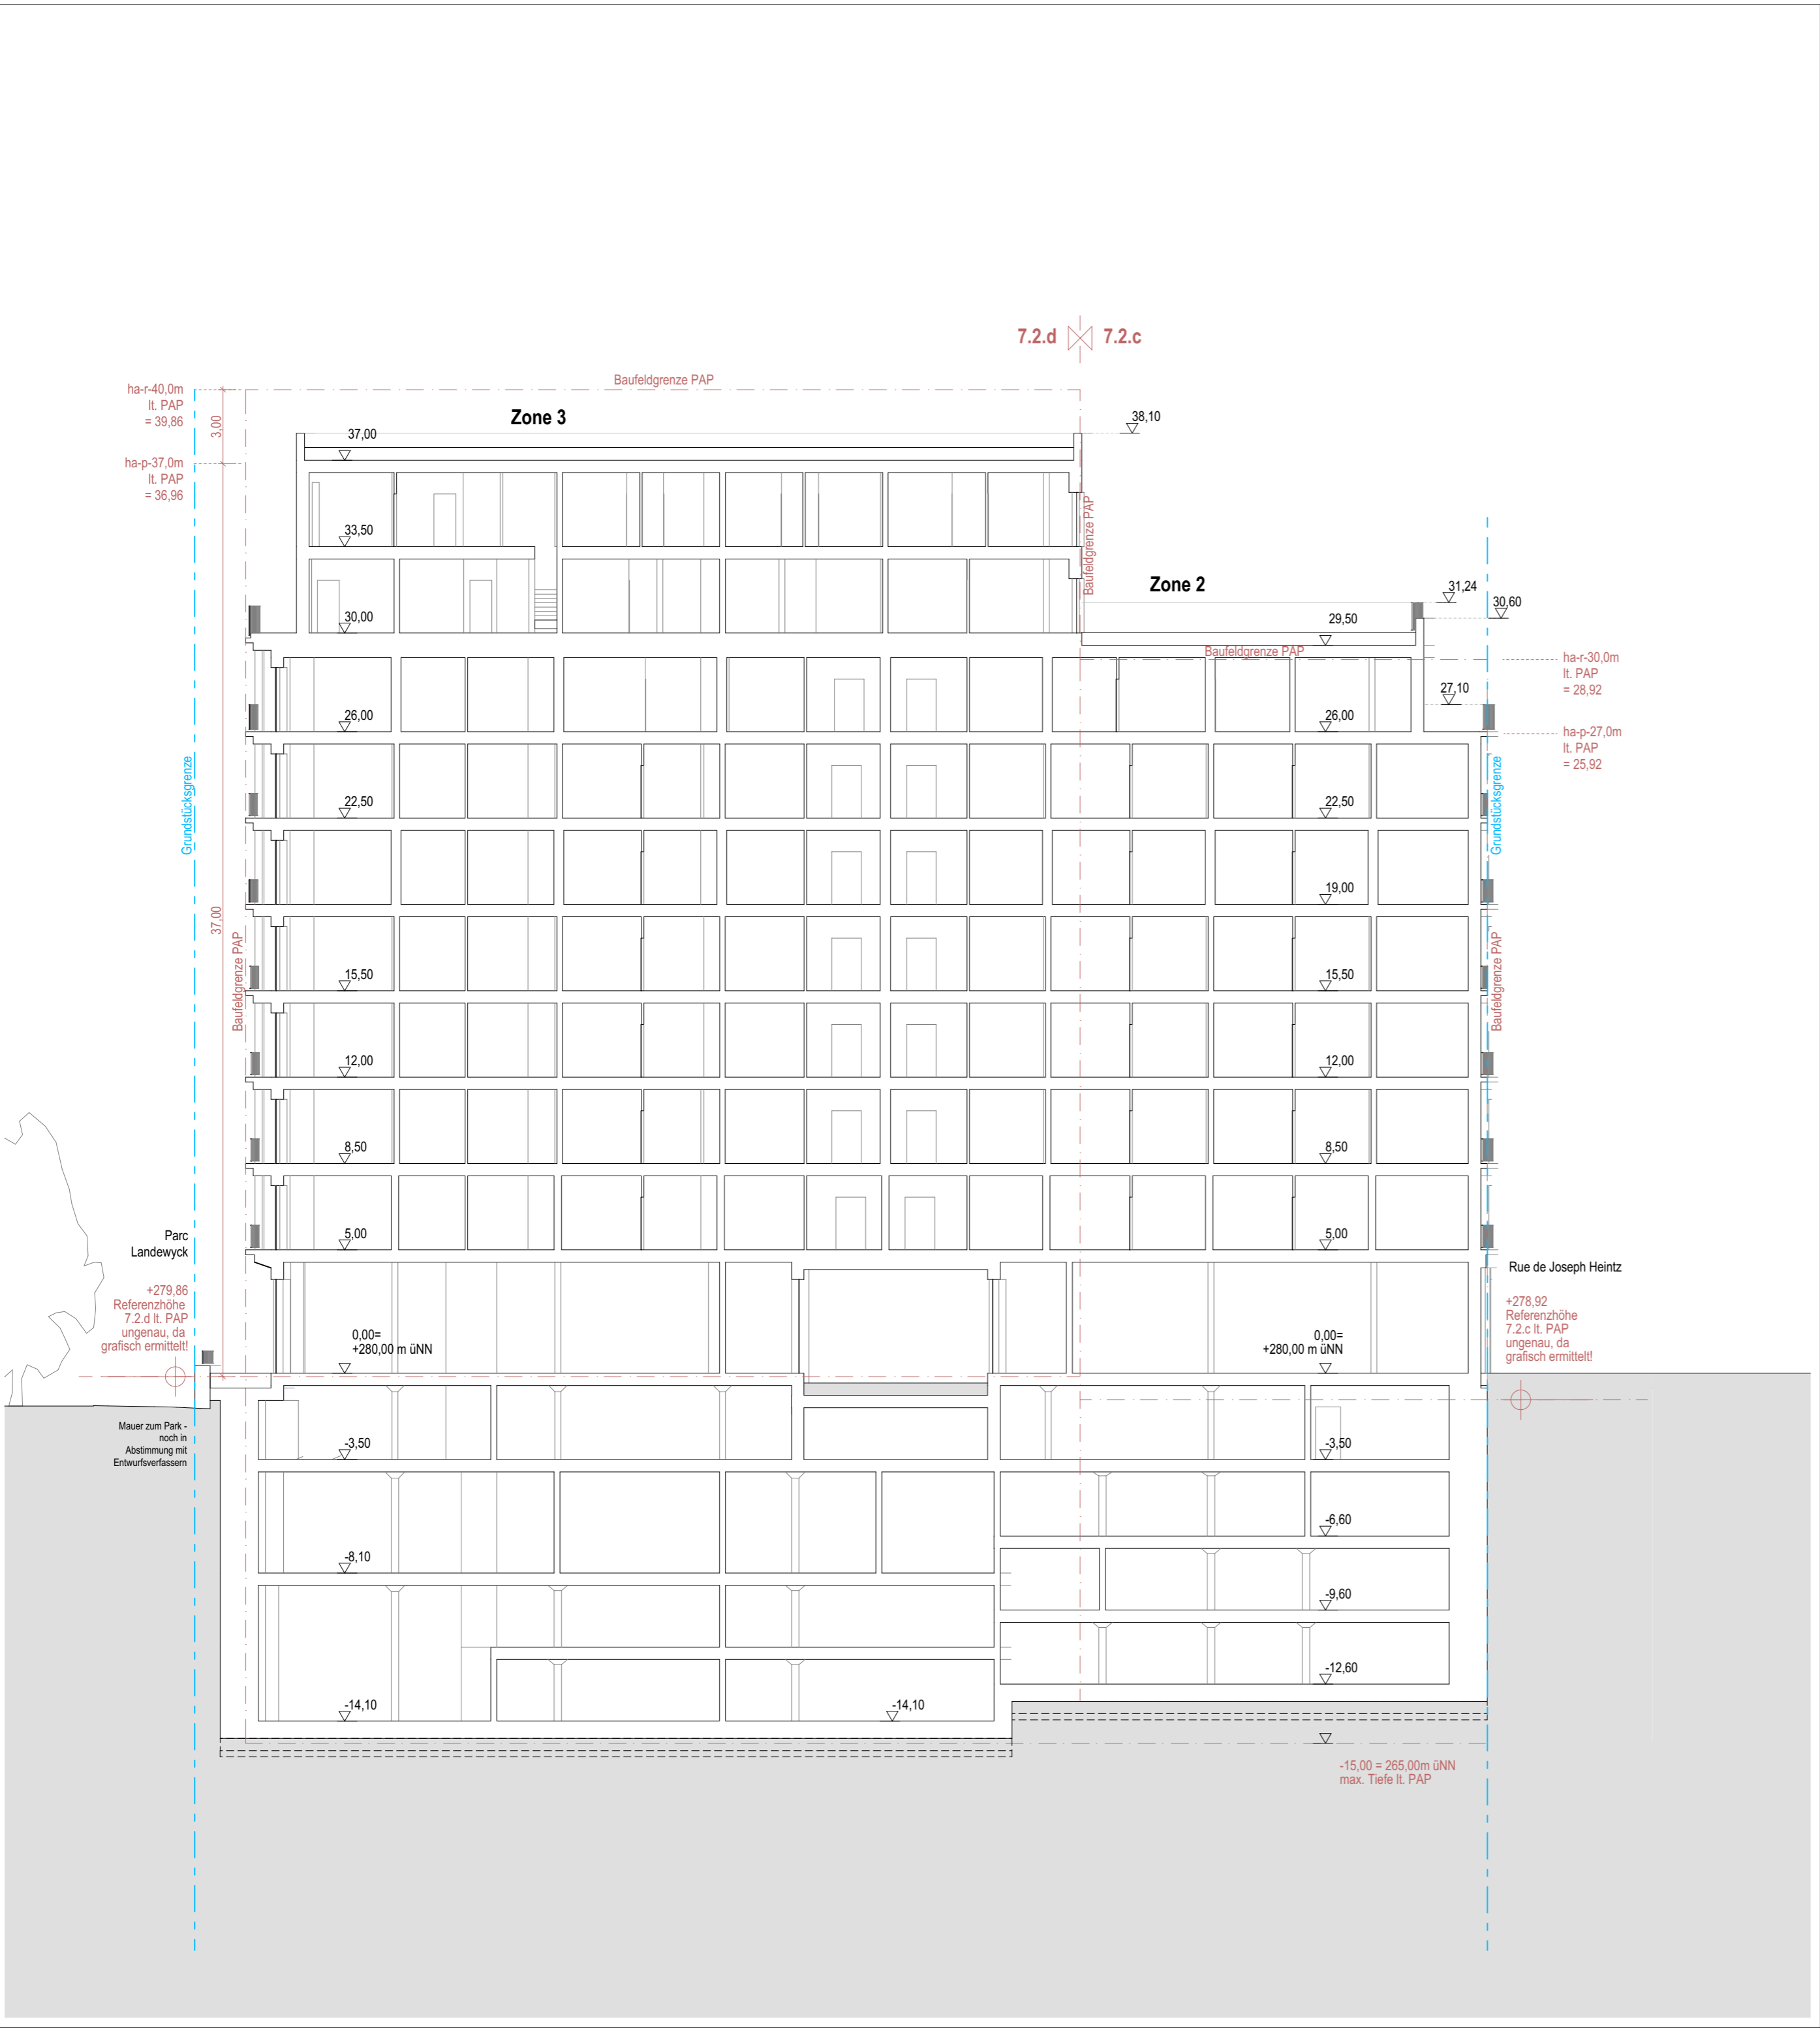 7.2.d 7.2.c
Baufeldgrenze PAP
ha-r-40,0m
lt. PAP
= 39,86
3,00
Zone 3
38,10
37,00
ha-p-37,0m
lt. PAP
= 36,96
33,50
Baufeldgrenze PAP
Zone 2
31,24
30,60
30,00
29,50
Baufeldgrenze PAP
ha-r-30,0m
lt. PAP
= 28,92
27,10
26,00
26,00
ha-p-27,0m
lt. PAP
= 25,92
Grundstücksgrenze
Grundstücksgrenze
22,50
22,50
19,00
37,00
Baufeldgrenze PAP
Baufeldgrenze PAP
15,50
15,50
12,00
12,00
8,50
8,50
5,00
5,00
Parc
Landewyck
Rue de Joseph Heintz
+279,86
Referenzhöhe
7.2.d lt. PAP
ungenau, da
grafisch ermittelt!
+278,92
Referenzhöhe
7.2.c lt. PAP
ungenau, da
grafisch ermittelt!
0,00=
+280,00 m üNN
0,00=
+280,00 m üNN
Mauer zum Park -
noch in
Abstimmung mit
Entwurfsverfassern
-3,50
-3,50
-6,60
-8,10
-9,60
-12,60
-14,10
-14,10
-15,00 = 265,00m üNN
max. Tiefe lt. PAP